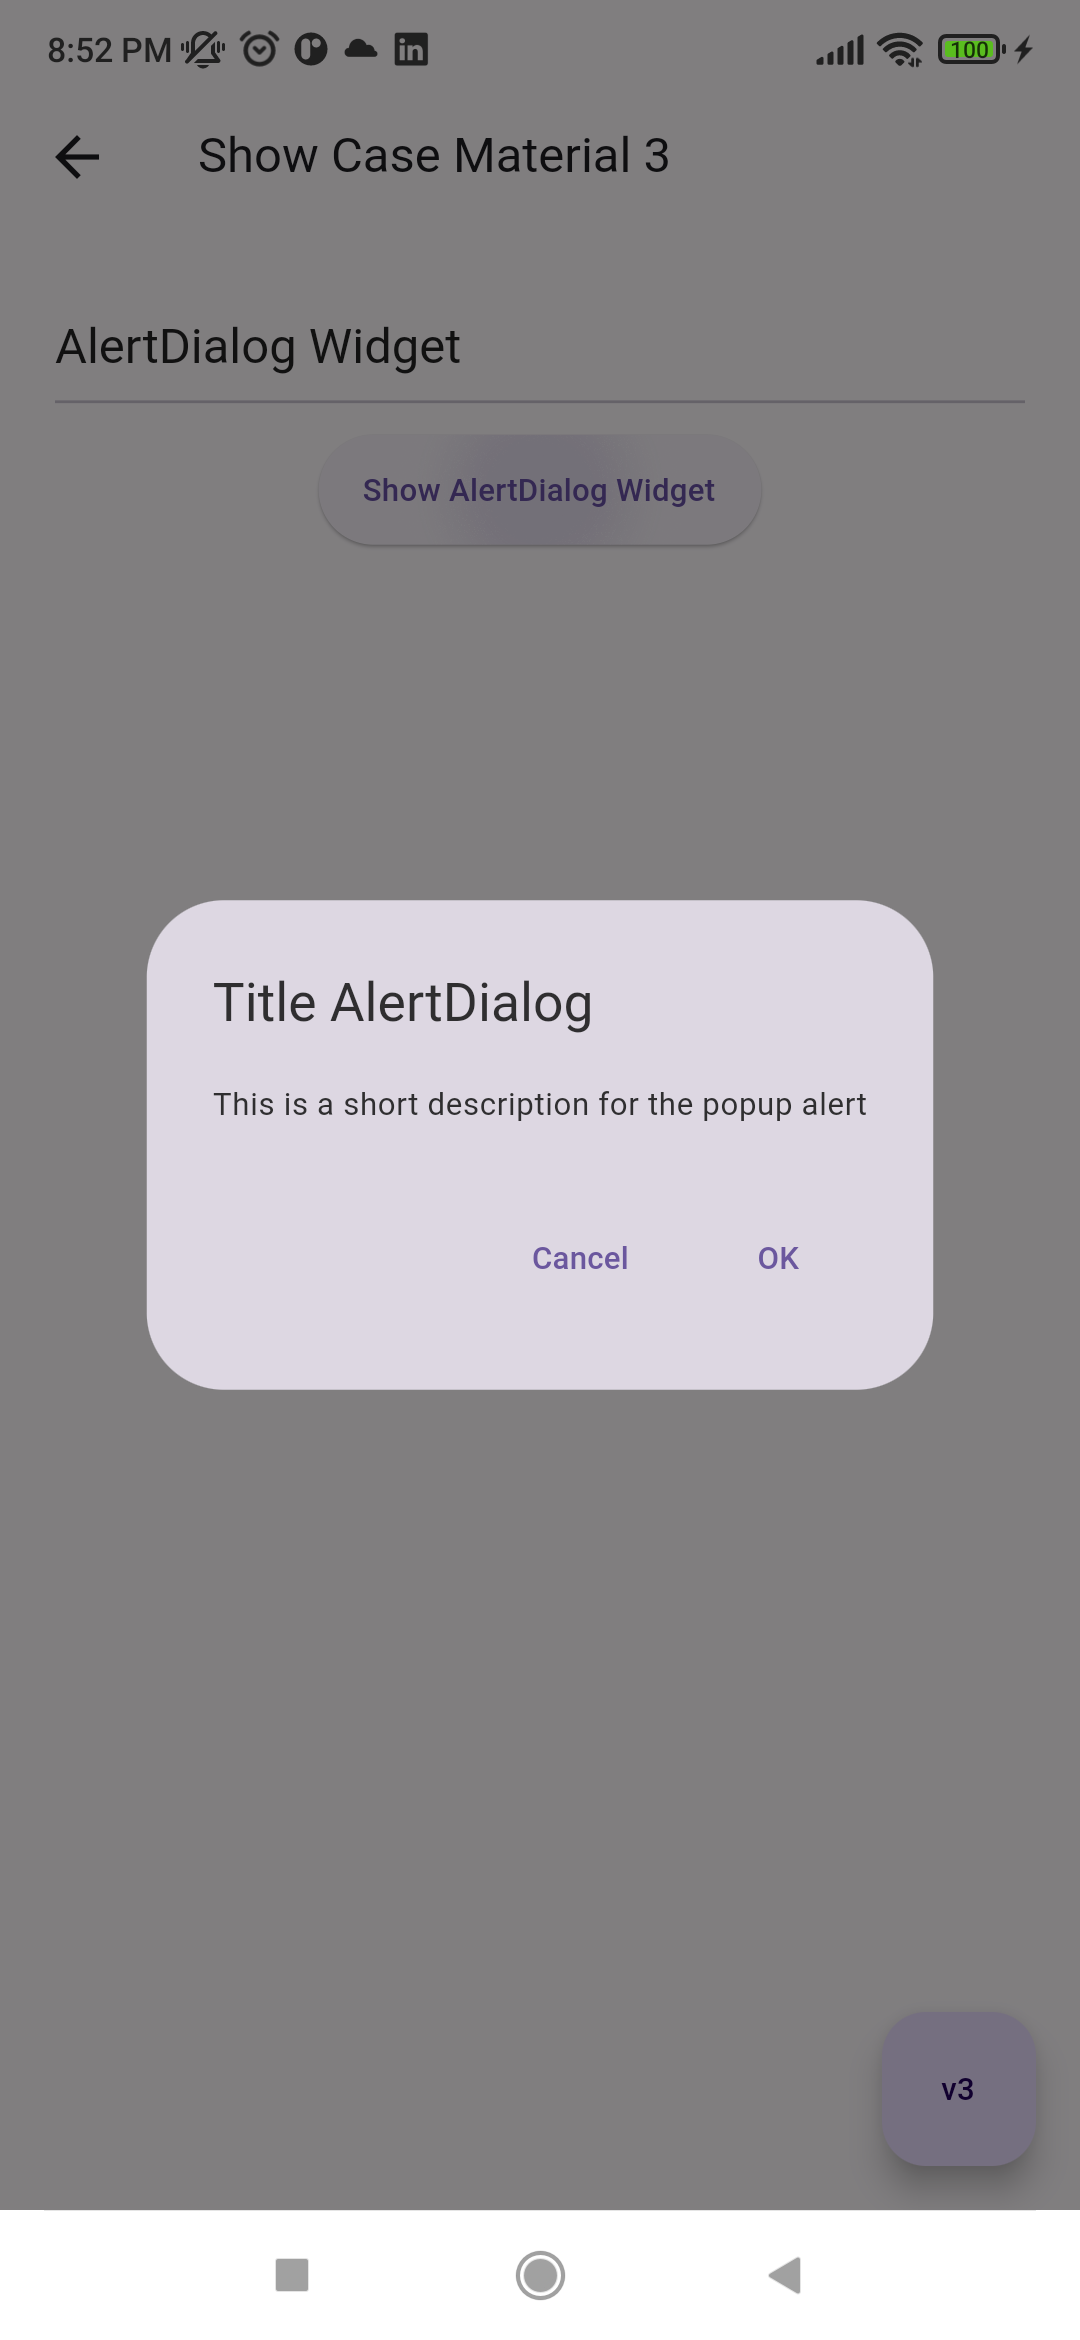 8:52 PM
100
Show Case Material 3
AlertDialog Widget
Show AlertDialog Widget
Title AlertDialog
This is a short description for the popup alert
Cancel OK
v3